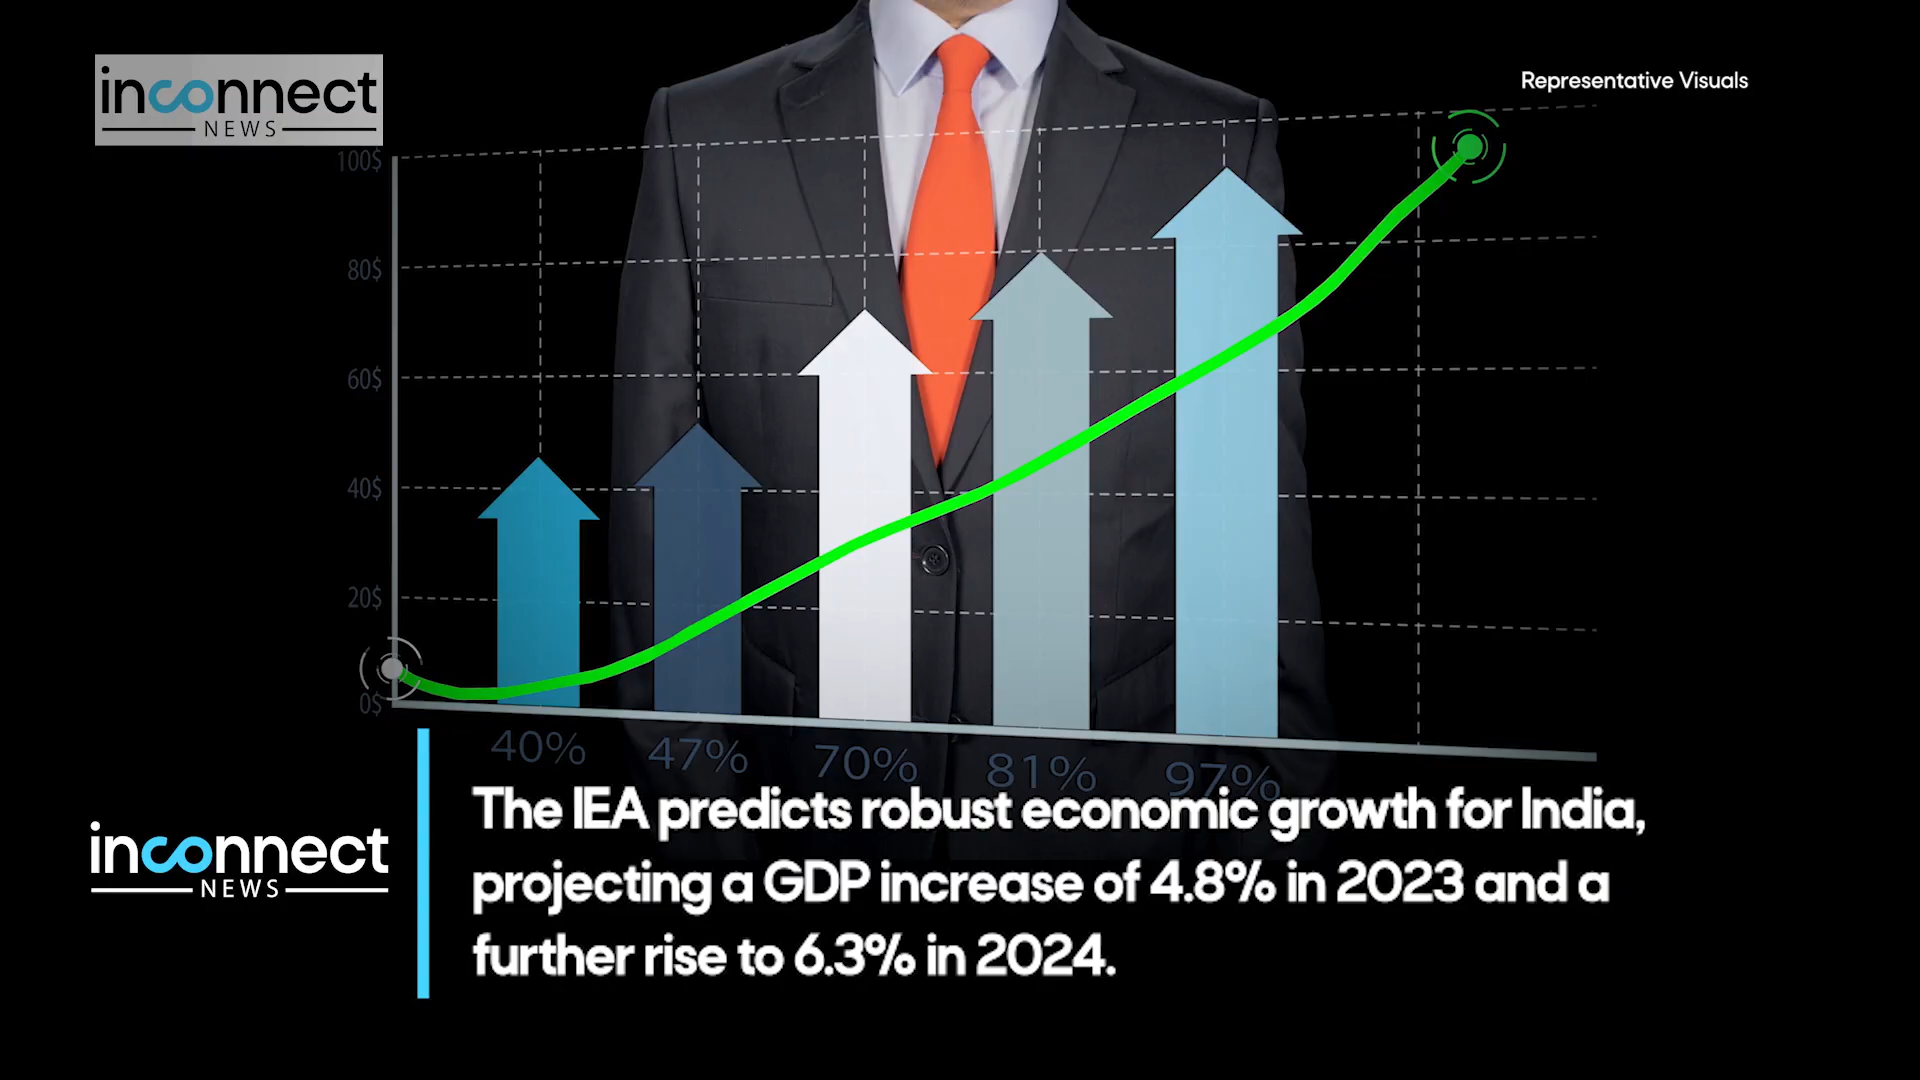 inconnect
NEWS
Representative Visuals
100$
80$
60$
40$
20$
0$
40%
47%
70%
81%
97%
inconnect
NEWS
The IEA predicts robust economic growth for India,
projecting a GDP increase of 4.8% in 2023 and a
further rise to 6.3% in 2024.